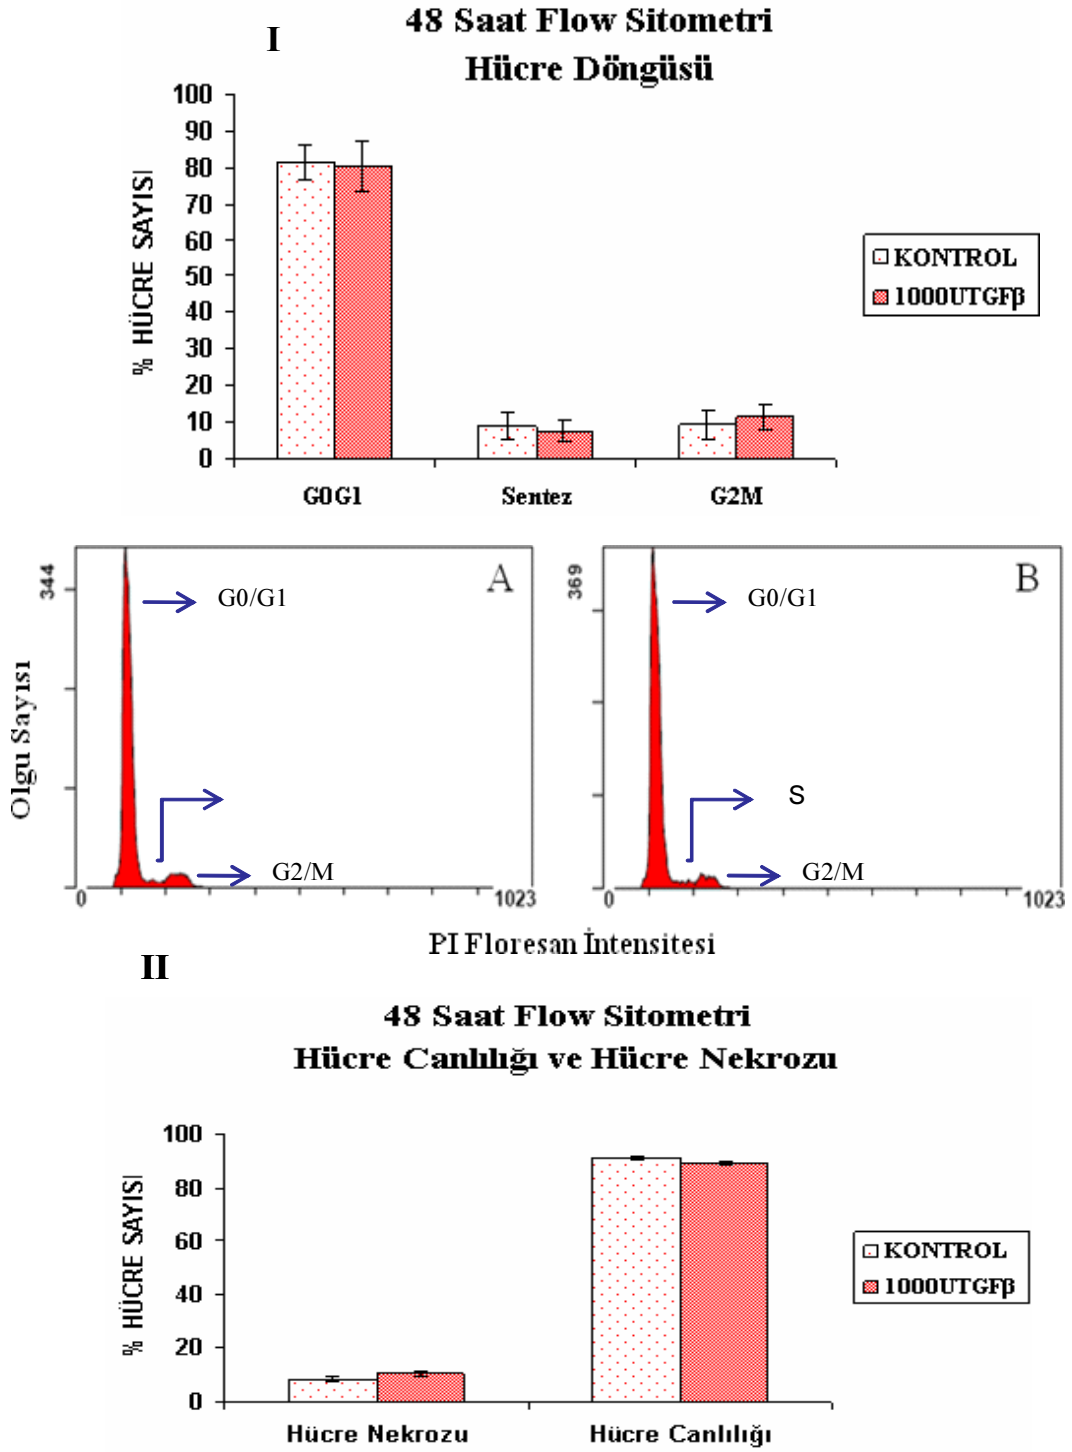 I
48 Saat Flow Sitometri
Hücre Döngüsü
% HÜCRE SAYISI
100
90
80
70
60
50
40
30
20
10
0
G0G1 Sentez G2M
KONTROL
1000UTGFβ
344
A
G0/G1
G2/M
0 1023
369
B
G0/G1
S
G2/M
0 1023
Olgu Sayısı
PI Floresan İntensitesi
II
48 Saat Flow Sitometri
Hücre Canlılığı ve Hücre Nekrozu
% HÜCRE SAYISI
100
80
60
40
20
0
Hücre Nekrozu Hücre Canlılığı
KONTROL
1000UTGFβ